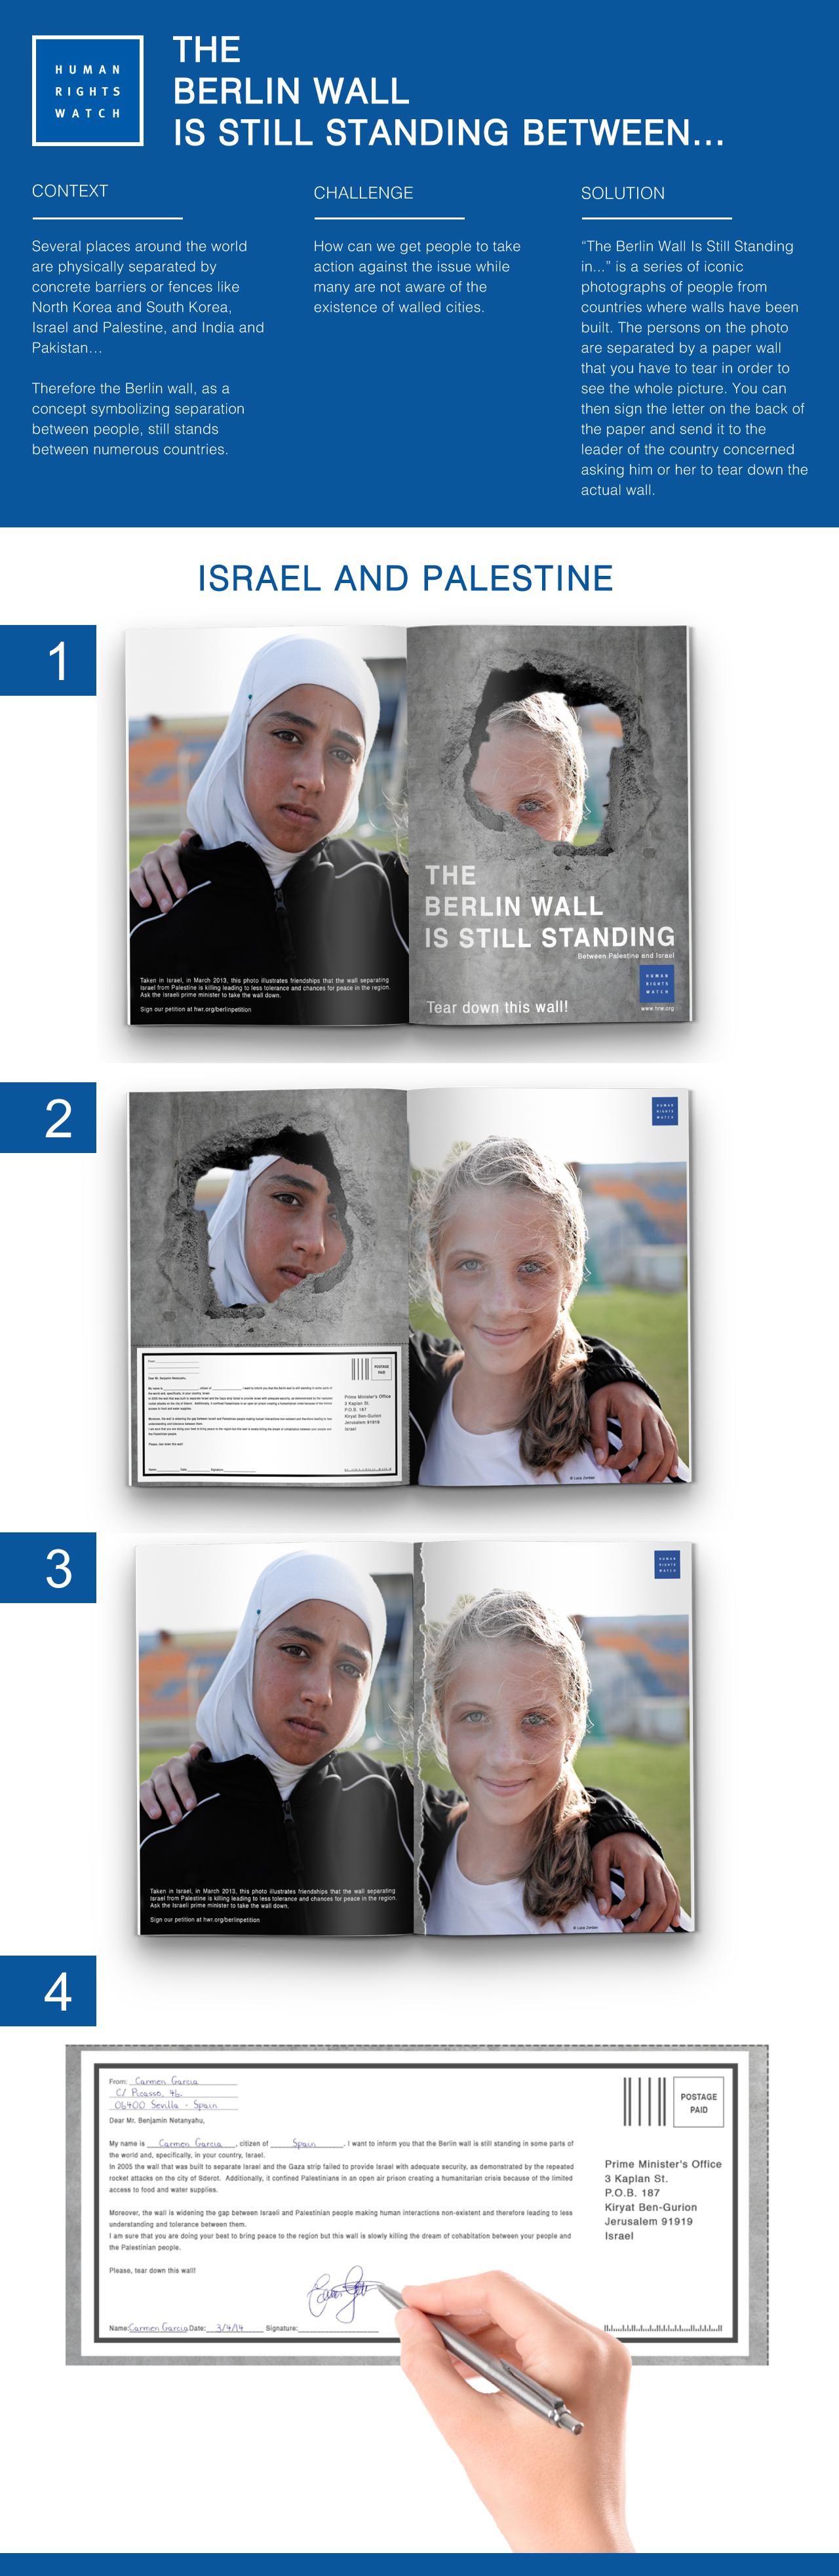 HUMAN
RIGHTS
WATCH
THE
BERLIN WALL
IS STILL STANDING BETWEEN...
CONTEXT
Several places around the world
are physically separated by
concrete barriers or fences like
North Korea and South Korea,
Israel and Palestine, and India and
Pakistan...
Therefore the Berlin wall, as a
concept symbolizing separation
between people, still stands
between numerous countries.
CHALLENGE
How can we get people to take
action against the issue while
many are not aware of the
existence of walled cities.
SOLUTION
“The Berlin Wall Is Still Standing
in...” is a series of iconic
photographs of people from
countries where walls have been
built. The persons on the photo
are separated by a paper wall
that you have to tear in order to
see the whole picture. You can
then sign the letter on the back of
the paper and send it to the
leader of the country concerned
asking him or her to tear down the
actual wall.
ISRAEL AND PALESTINE
1
Taken in Israel, in March 2013, this photo illustrates friendships that the wall separating
Israel from Palestine is killing leading to less tolerance and chances for peace in the region.
Ask the Israeli prime minister to take the wall down.
Sign our petition at hwr.org/berlinpetition
THE
BERLIN WALL
IS STILL STANDING
Between Palestine and Israel
HUMAN
RIGHTS
WATCH
Tear down this wall!
www.hrw.org
2
HUMAN
RIGHTS
WATCH
From:
Dear Mr. Benjamin Netanyahu,
POSTAGE
PAID
Prime Minister's Office
3 Kaplan St.
P.O.B. 187
Kiryat Ben-Gurion
Jerusalem 91919
Israel
Please, tear down this wall!
Name: Date: Signature:
3
HUMAN
RIGHTS
WATCH
Taken in Israel, in March 2013, this photo illustrates friendships that the wall separating
Israel from Palestine is killing leading to less tolerance and chances for peace in the region.
Ask the Israeli prime minister to take the wall down.
Sign our petition at hwr.org/berlinpetition
4
From: Carmen Garcia
C/ Picasso, 46.
06400 Sevilla - Spain
Dear Mr. Benjamin Netanyahu,
My name is Carmen Garcia, citizen of Spain. I want to inform you that the Berlin wall is still standing in some parts of
the world and, specifically, in your country, Israel.
In 2005 the wall that was built to separate Israel and the Gaza strip failed to provide Israel with adequate security, as demonstrated by the repeated
rocket attacks on the city of Sderot. Additionally, it confined Palestinians in an open air prison creating a humanitarian crisis because of the limited
access to food and water supplies.
Moreover, the wall is widening the gap between Israeli and Palestinian people making human interactions non-existent and therefore leading to less
understanding and tolerance between them.
I am sure that you are doing your best to bring peace to the region but this wall is slowly killing the dream of cohabitation between your people and
the Palestinian people.
Please, tear down this wall!
Name: Carmen Garcia Date: 3/4/14 Signature:
POSTAGE
PAID
Prime Minister's Office
3 Kaplan St.
P.O.B. 187
Kiryat Ben-Gurion
Jerusalem 91919
Israel